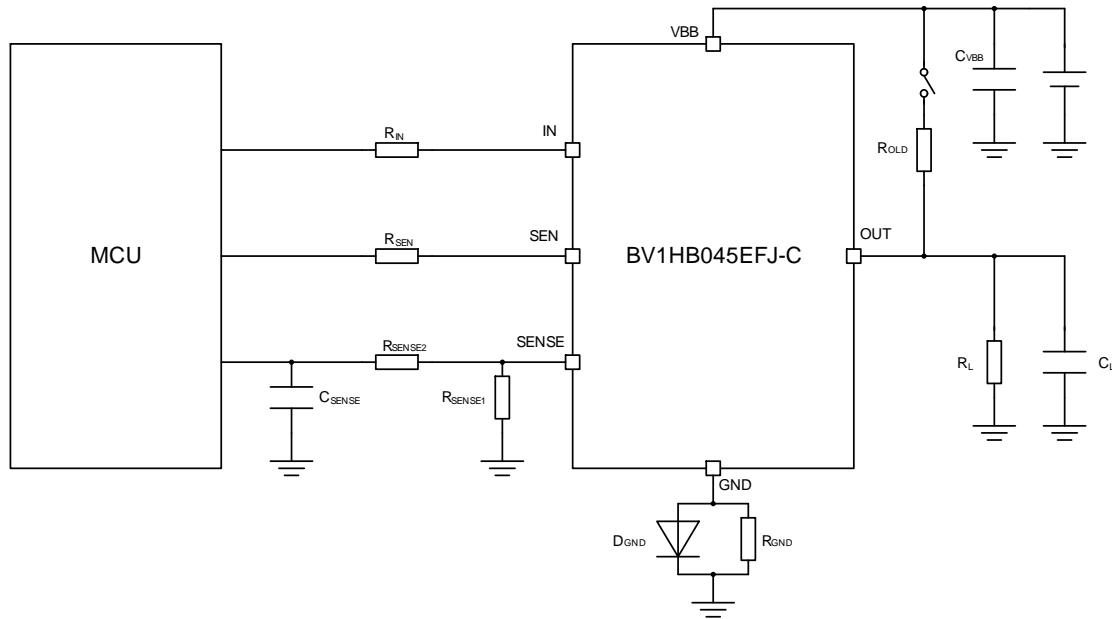 VBB
CVBB
RIN
IN
ROLD
RSEN
SEN
OUT
MCU
BV1HB045EFJ-C
RSENSE2
SENSE
CSENSE
RSENSE1
RL
CL
GND
DGND
RGND